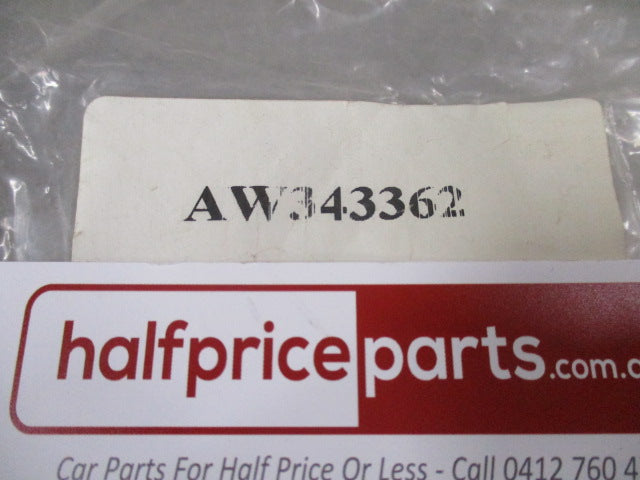 AW343362
halfpriceparts.com.a
Car Parts For Half Price Or Less - Call 0412 760 4